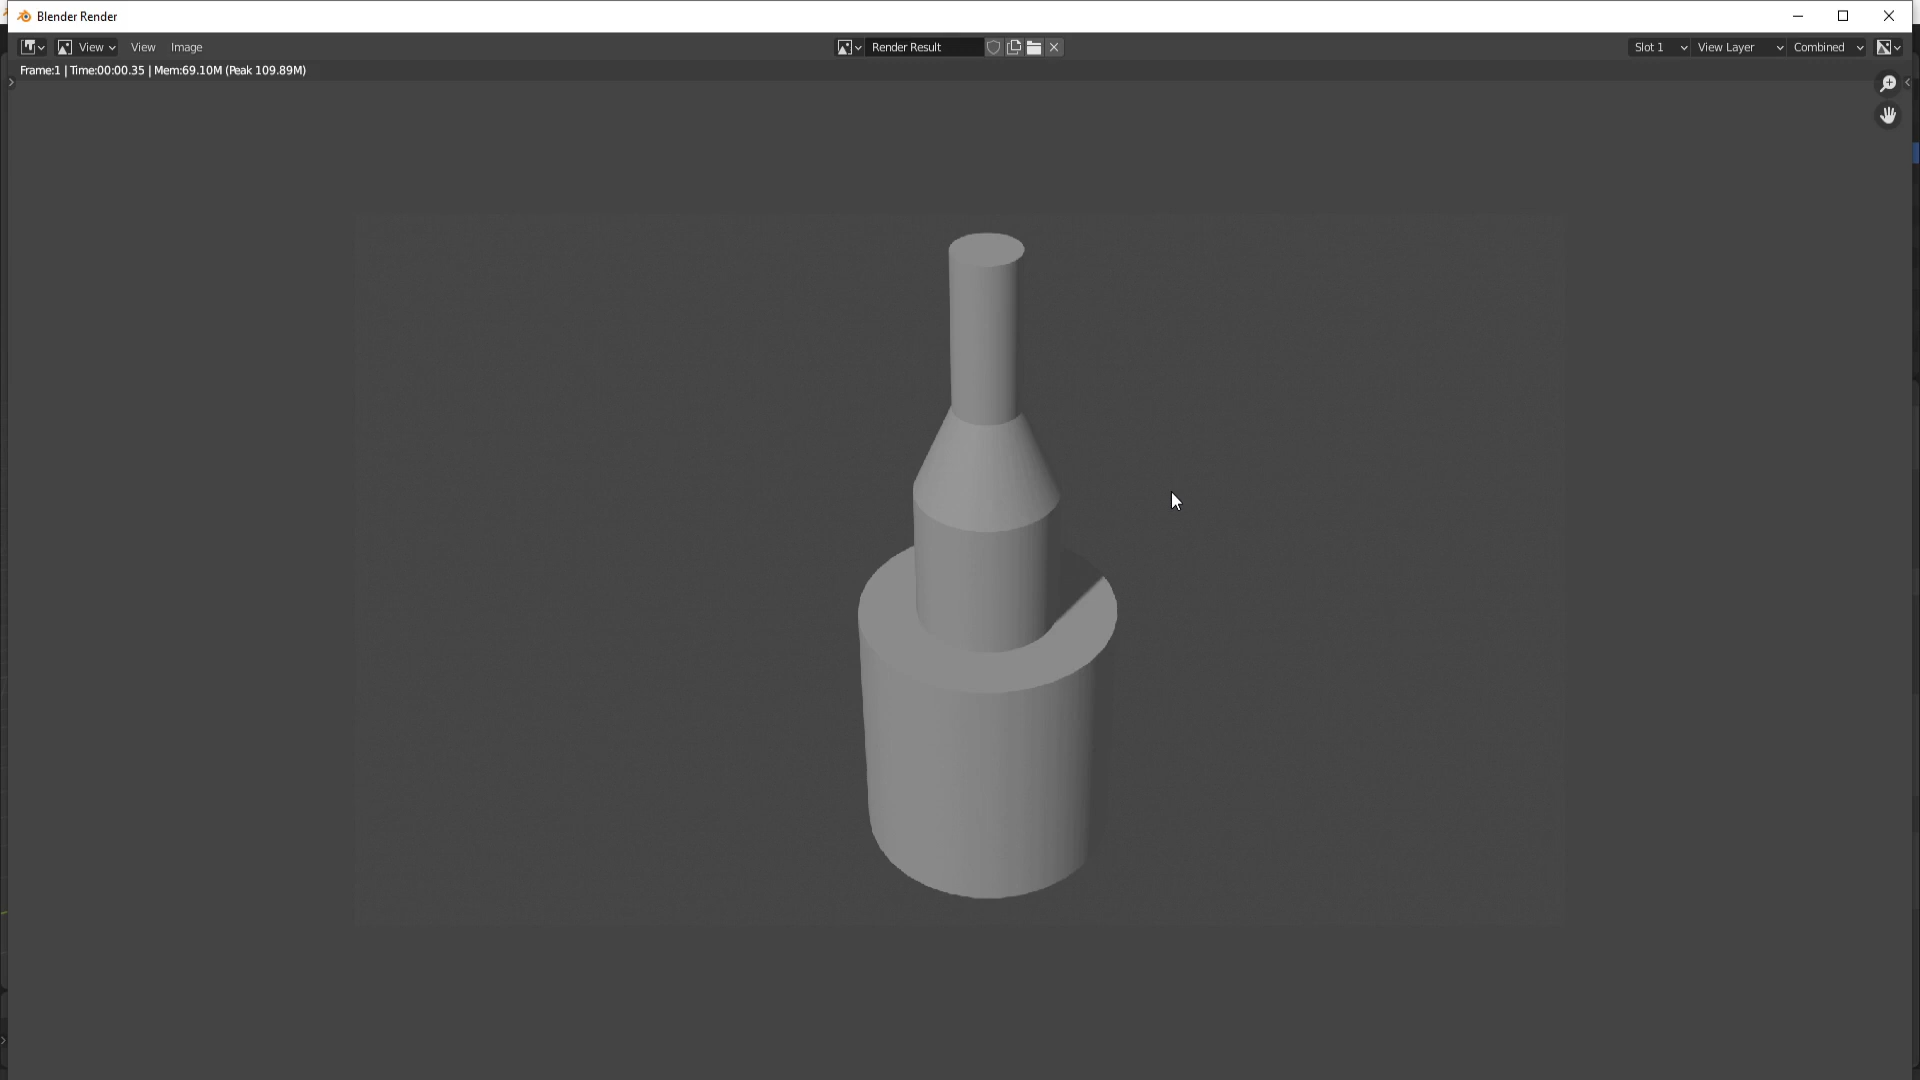 Blender Render
View View Image Render Result Slot 1 View Layer Combined
Frame:1 | Time:00:00.35 | Mem:69.10M (Peak 109.89M)